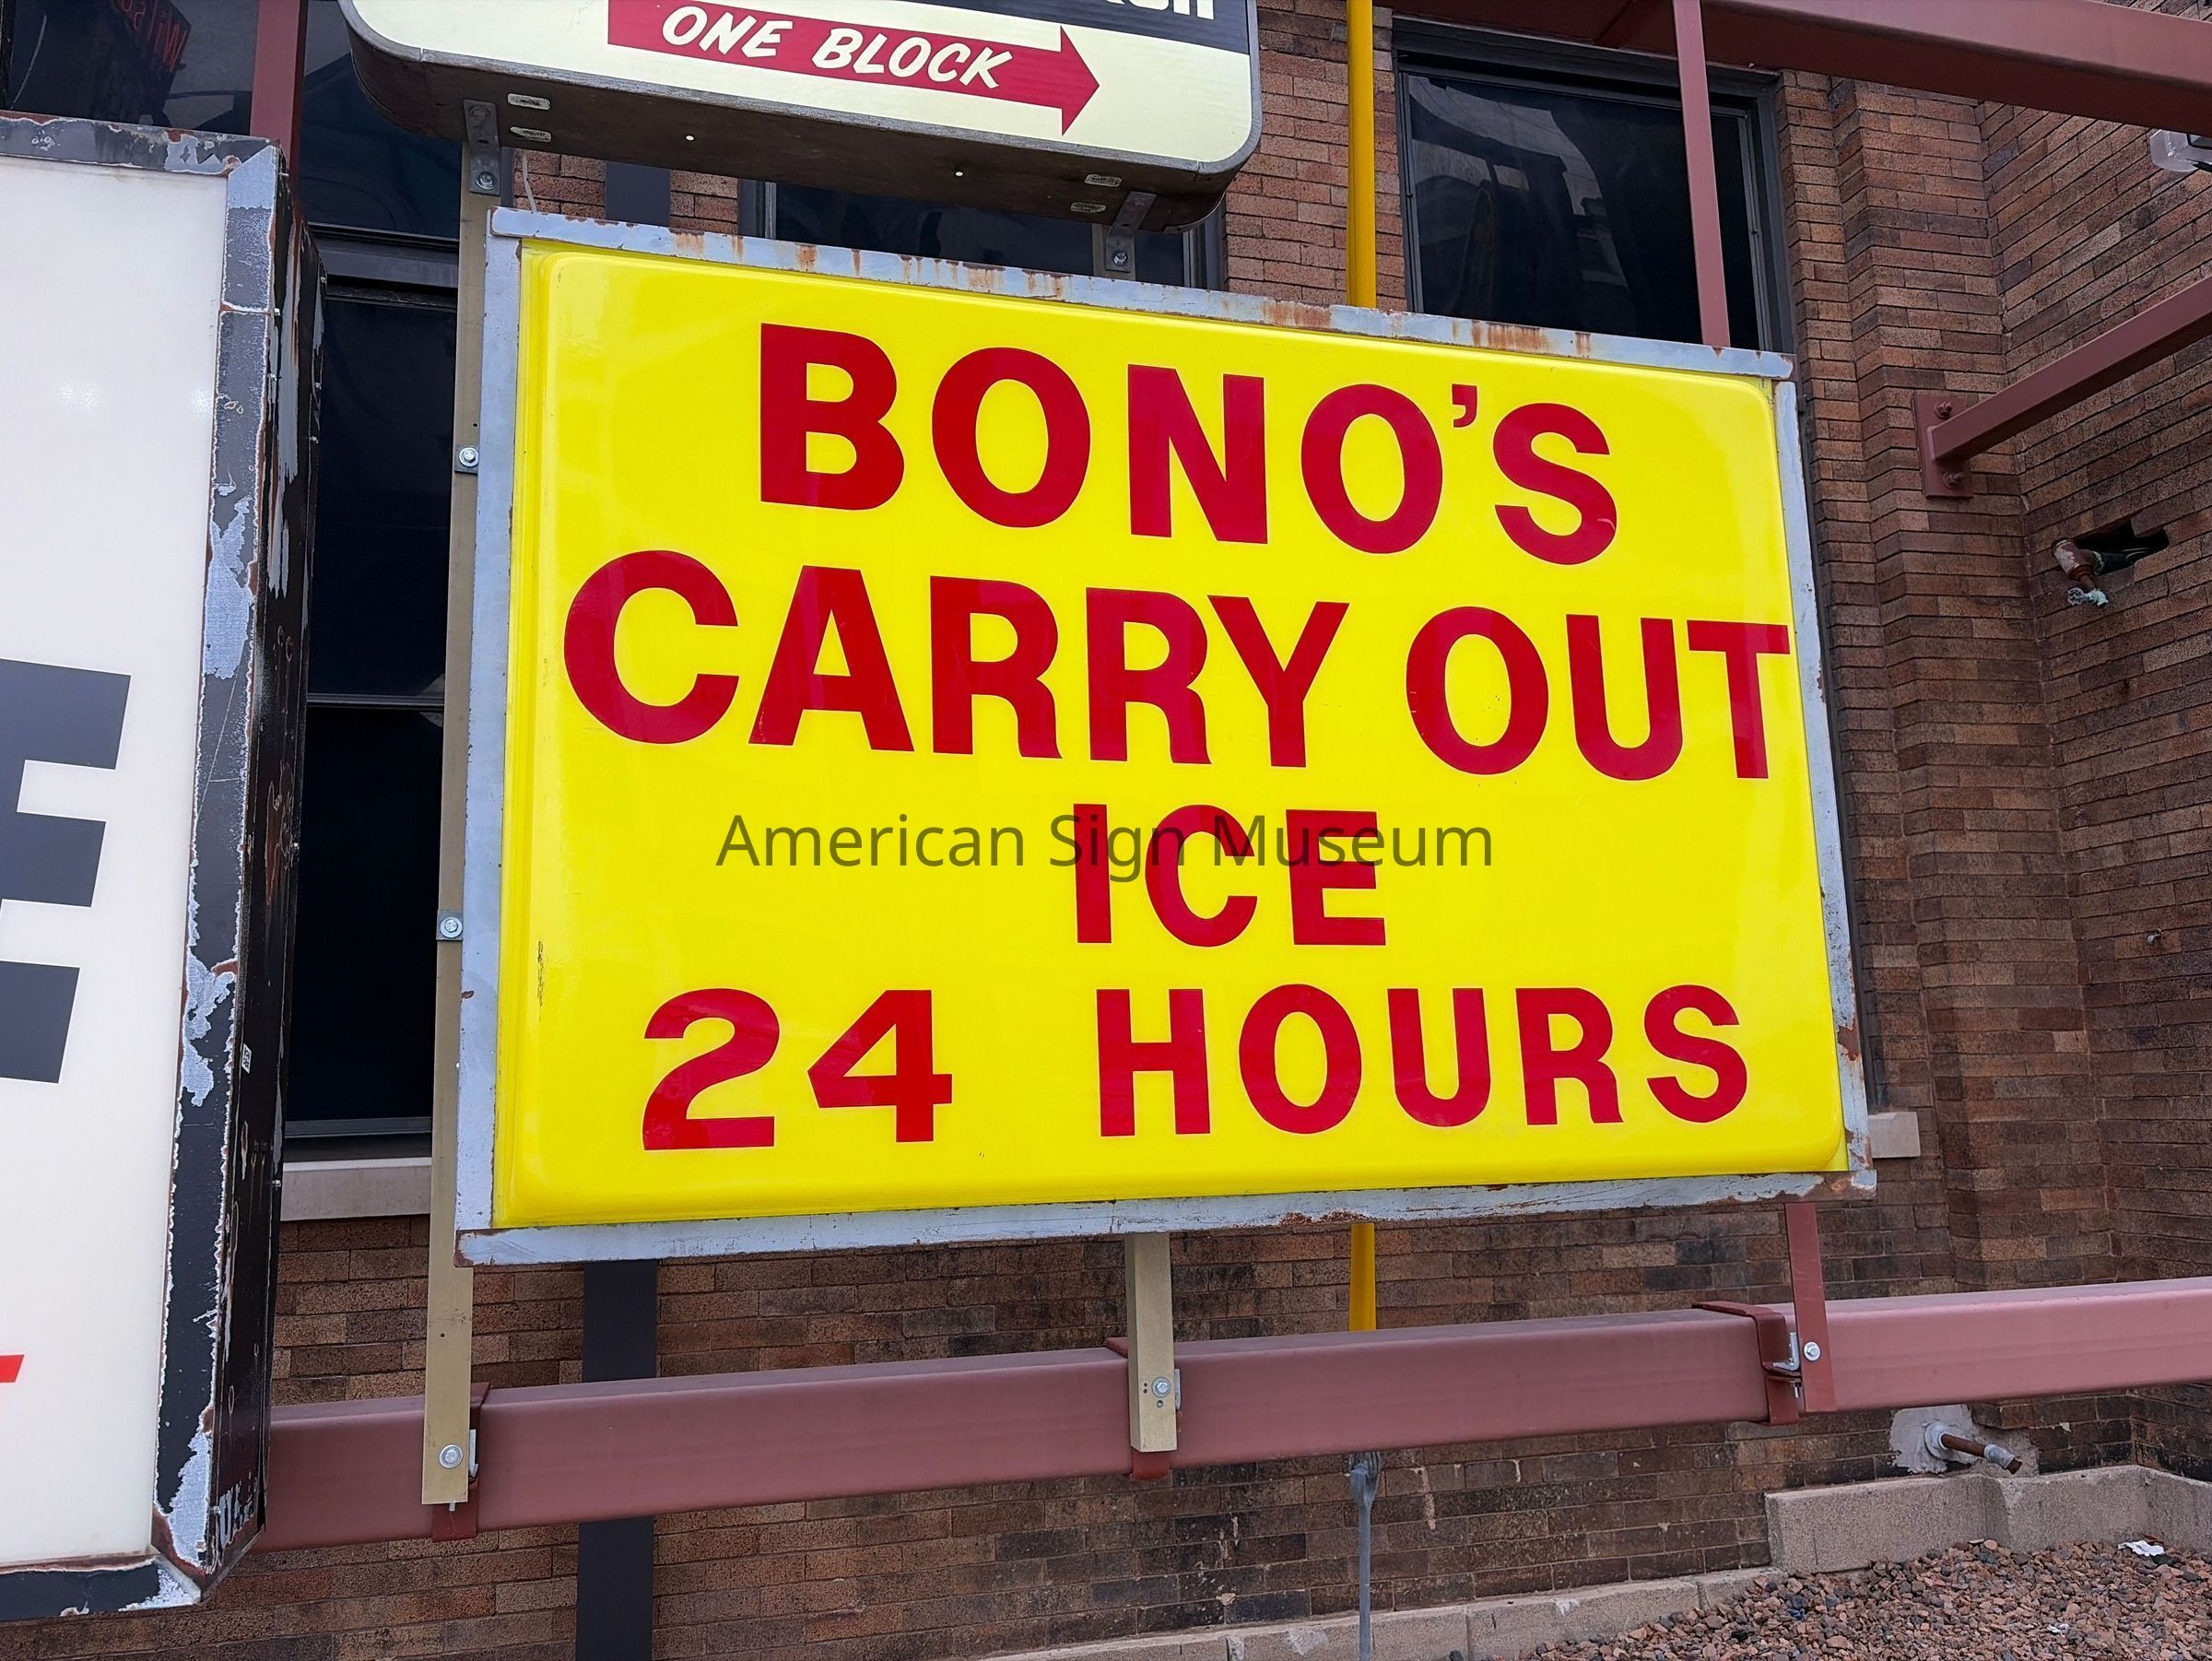 ONE BLOCK
BONO'S
CARRY OUT
ICE
24 HOURS
American Sign Museum